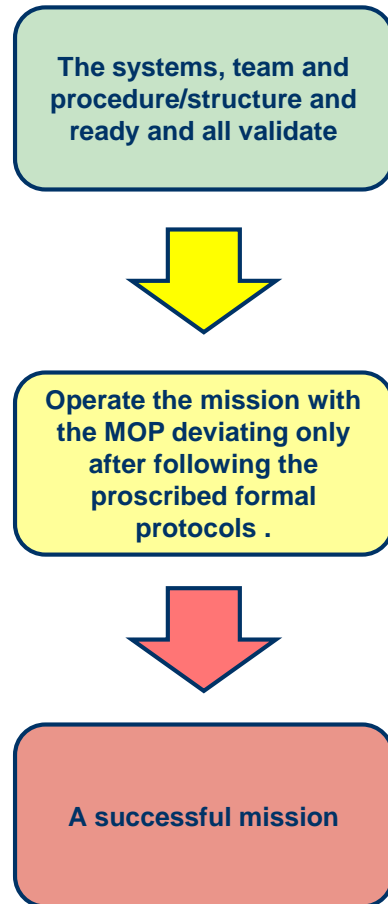 The systems, team and
procedure/structure and
ready and all validate
Operate the mission with
the MOP deviating only
after following the
proscribed formal
protocols .
A successful mission